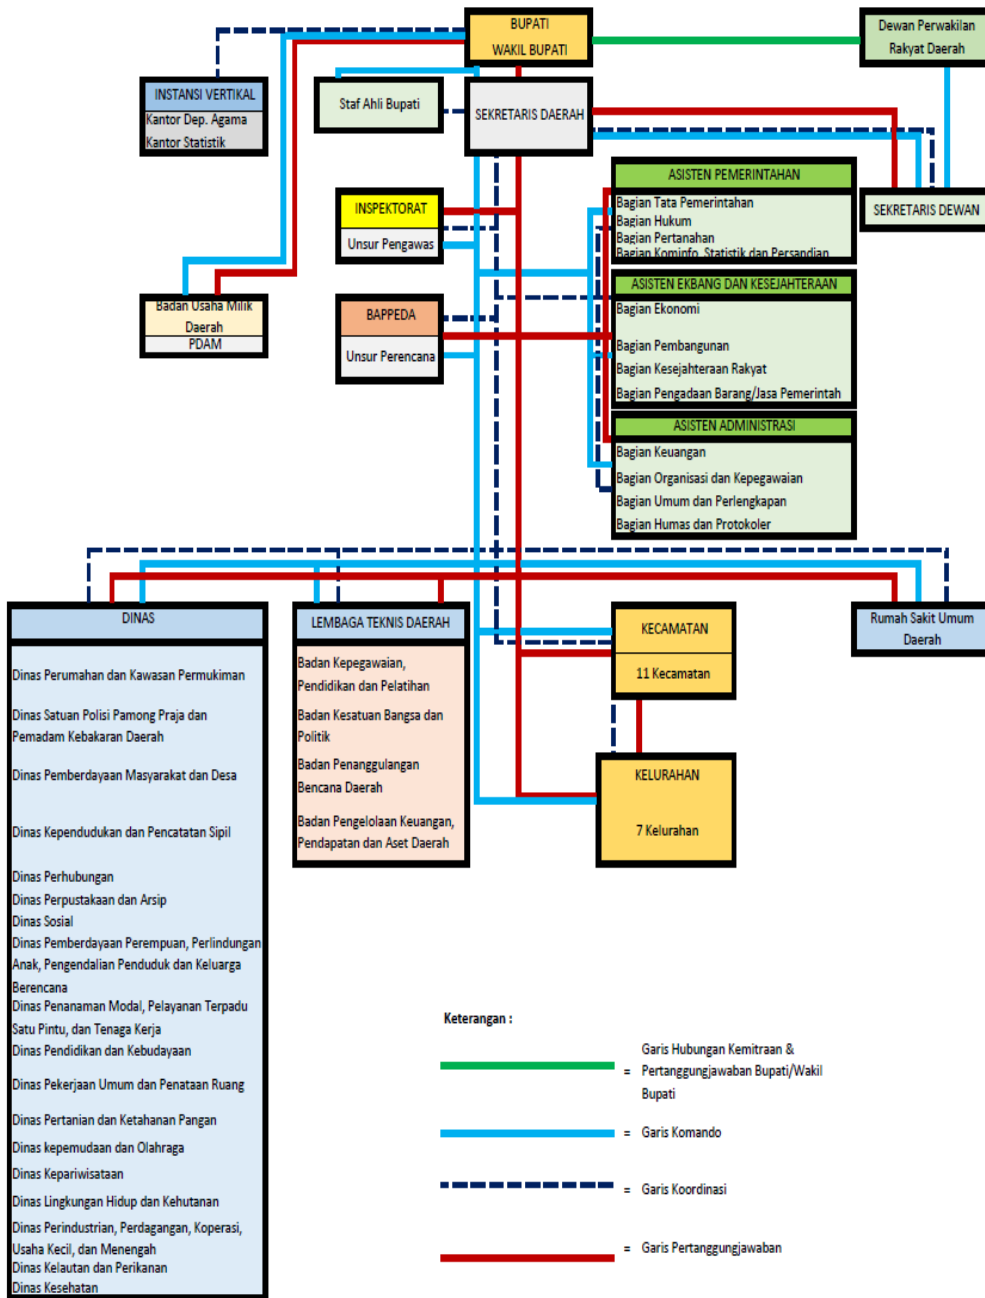 BUPATI
WAKIL BUPATI
Dewan Perwakilan
Rakyat Daerah
INSTANSI VERTIKAL
Kantor Dep. Agama
Kantor Statistik
Staf Ahli Bupati
SEKRETARIS DAERAH
ASISTEN PEMERINTAHAN
Bagian Tata Pemerintahan
Bagian Hukum
Bagian Pertanahan
Bagian Kominfo, Statistik dan Persandian
SEKRETARIS DEWAN
INSPEKTORAT
Unsur Pengawas
ASISTEN EKBANG DAN KESEJAHTERAAN
Bagian Ekonomi
Bagian Pembangunan
Bagian Kesejahteraan Rakyat
Bagian Pengadaan Barang/Jasa Pemerintah
Badan Usaha Milik
Daerah
PDAM
BAPPEDA
Unsur Perencana
ASISTEN ADMINISTRASI
Bagian Keuangan
Bagian Organisasi dan Kepegawaian
Bagian Umum dan Perlengkapan
Bagian Humas dan Protokoler
DINAS
Dinas Perumahan dan Kawasan Permukiman
Dinas Satuan Polisi Pamong Praja dan
Pemadam Kebakaran Daerah
Dinas Pemberdayaan Masyarakat dan Desa
Dinas Kependudukan dan Pencatatan Sipil
Dinas Perhubungan
Dinas Perpustakaan dan Arsip
Dinas Sosial
Dinas Pemberdayaan Perempuan, Perlindungan
Anak, Pengendalian Penduduk dan Keluarga
Berencana
Dinas Penanaman Modal, Pelayanan Terpadu
Satu Pintu, dan Tenaga Kerja
Dinas Pendidikan dan Kebudayaan
Dinas Pekerjaan Umum dan Penataan Ruang
Dinas Pertanian dan Ketahanan Pangan
Dinas kepemudaan dan Olahraga
Dinas Kepariwisataan
Dinas Lingkungan Hidup dan Kehutanan
Dinas Perindustrian, Perdagangan, Koperasi,
Usaha Kecil, dan Menengah
Dinas Kelautan dan Perikanan
Dinas Kesehatan
LEMBAGA TEKNIS DAERAH
Badan Kepegawaian,
Pendidikan dan Pelatihan
Badan Kesatuan Bangsa dan
Politik
Badan Penanggulangan
Bencana Daerah
Badan Pengelolaan Keuangan,
Pendapatan dan Aset Daerah
KECAMATAN
11 Kecamatan
KELURAHAN
7 Kelurahan
Rumah Sakit Umum
Daerah
Keterangan :
Garis Hubungan Kemitraan &
= Pertanggungjawaban Bupati/Wakil
Bupati
= Garis Komando
= Garis Koordinasi
= Garis Pertanggungjawaban